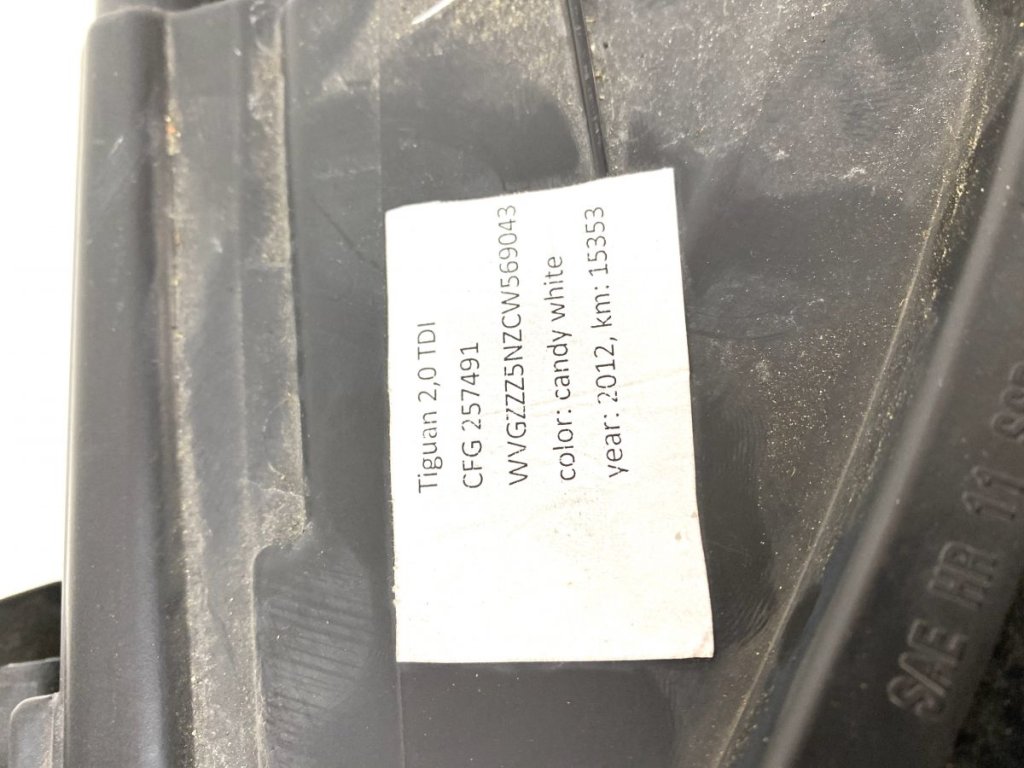 Tiguan 2,0 TDI
CFG 257491
WVGZZZ5NZCW569043
color: candy white
year: 2012, km: 15353
SAE HR 11